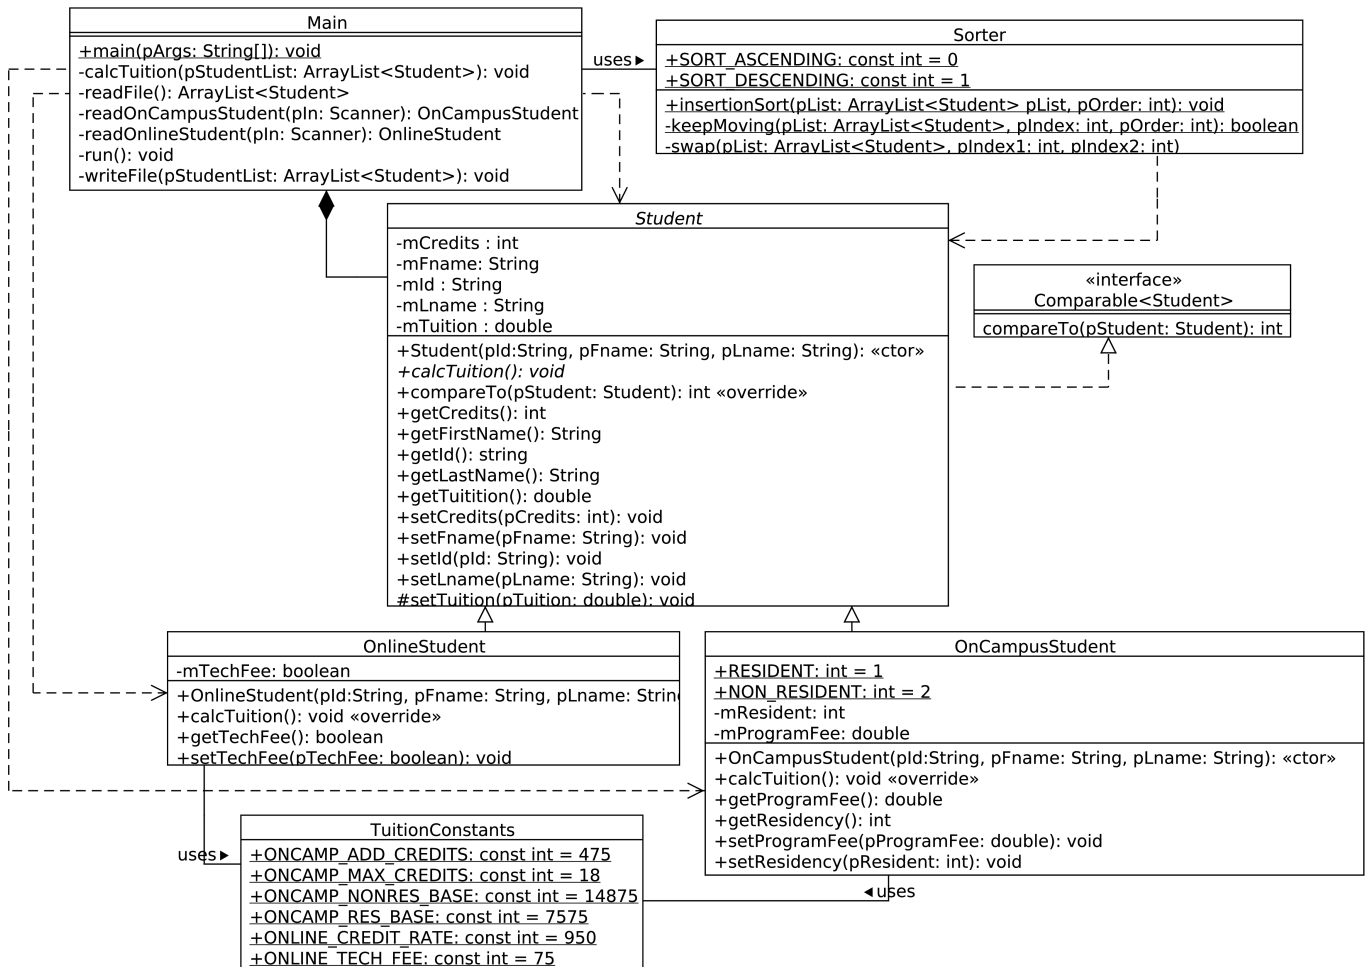 Main
+main(pArgs: String[]): void
-calcTuition(pStudentList: ArrayList<Student>): void
-readFile(): ArrayList<Student>
-readOnCampusStudent(pIn: Scanner): OnCampusStudent
-readOnlineStudent(pIn: Scanner): OnlineStudent
-run(): void
-writeFile(pStudentList: ArrayList<Student>): void
uses
Sorter
+SORT_ASCENDING: const int = 0
+SORT_DESCENDING: const int = 1
+insertionSort(pList: ArrayList<Student> pList, pOrder: int): void
-keepMoving(pList: ArrayList<Student>, pIndex: int, pOrder: int): boolean
-swap(pList: ArrayList<Student>, pIndex1: int, pIndex2: int)
Student
-mCredits : int
-mFname: String
-mId : String
-mLname : String
-mTuition : double
+Student(pId:String, pFname: String, pLname: String): «ctor»
+calcTuition(): void
+compareTo(pStudent: Student): int «override»
+getCredits(): int
+getFirstName(): String
+getId(): string
+getLastName(): String
+getTuitition(): double
+setCredits(pCredits: int): void
+setFname(pFname: String): void
+setId(pId: String): void
+setLname(pLname: String): void
#setTuition(pTuition: double): void
«interface»
Comparable<Student>
compareTo(pStudent: Student): int
OnlineStudent
-mTechFee: boolean
+OnlineStudent(pId:String, pFname: String, pLname: String
+calcTuition(): void «override»
+getTechFee(): boolean
+setTechFee(pTechFee: boolean): void
OnCampusStudent
+RESIDENT: int = 1
+NON_RESIDENT: int = 2
-mResident: int
-mProgramFee: double
+OnCampusStudent(pId:String, pFname: String, pLname: String): «ctor»
+calcTuition(): void «override»
+getProgramFee(): double
+getResidency(): int
+setProgramFee(pProgramFee: double): void
+setResidency(pResident: int): void
uses
TuitionConstants
+ONCAMP_ADD_CREDITS: const int = 475
+ONCAMP_MAX_CREDITS: const int = 18
+ONCAMP_NONRES_BASE: const int = 14875
+ONCAMP_RES_BASE: const int = 7575
+ONLINE_CREDIT_RATE: const int = 950
+ONLINE_TECH_FEE: const int = 75
uses